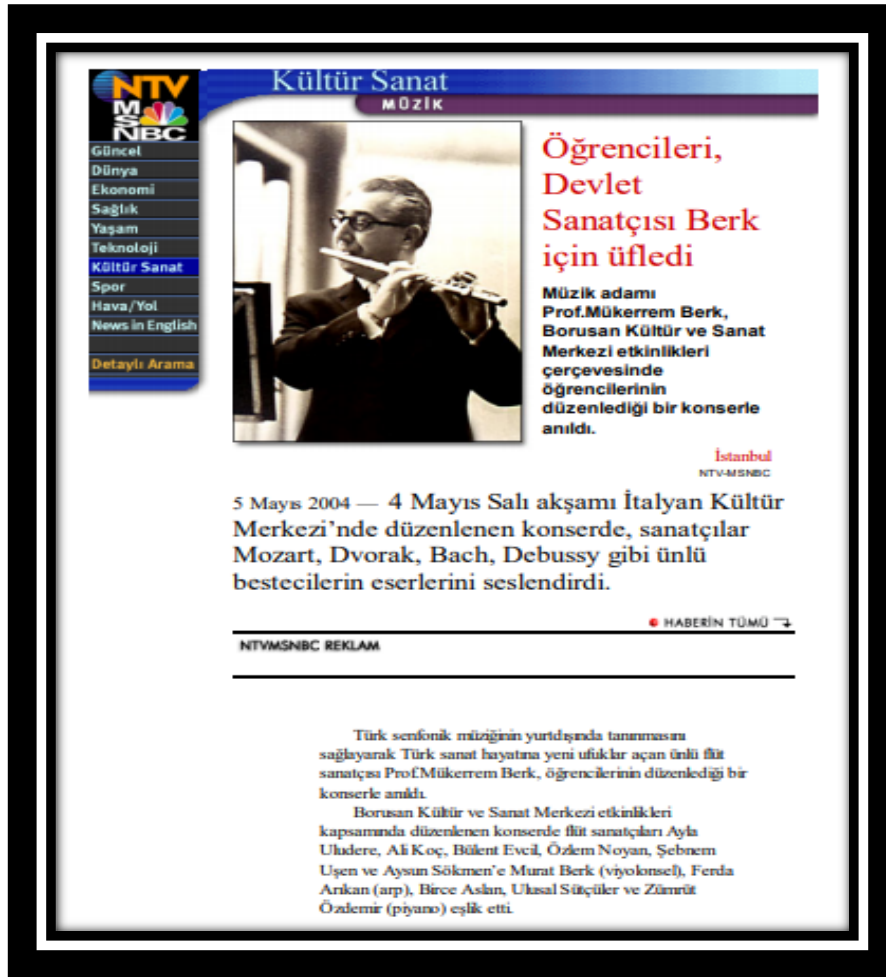 NTV
MSNBC
Kültür Sanat
MÜZİK
Güncel
Dünya
Ekonomi
Sağlık
Yaşam
Teknoloji
Kültür Sanat
Spor
Hava/Yol
News in English
Detaylı Arama
Öğrencileri,
Devlet
Sanatçısı Berk
için üfledi
Müzik adamı
Prof.Mükerrem Berk,
Borusan Kültür ve Sanat
Merkezi etkinlikleri
çerçevesinde
öğrencilerinin
düzenlediği bir konserle
anıldı.
İstanbul
NTV-MSNBC
5 Mayıs 2004 — 4 Mayıs Salı akşamı İtalyan Kültür
Merkezi’nde düzenlenen konserde, sanatçılar
Mozart, Dvorak, Bach, Debussy gibi ünlü
bestecilerin eserlerini seslendirdi.
HABERİN TÜMÜ
NTVMSNBC REKLAM
Türk senfonik müziğinin yurtdışında tanınmasını
sağlayarak Türk sanat hayatına yeni ufuklar açan ünlü flüt
sanatçısı Prof.Mükerrem Berk, öğrencilerinin düzenlediği bir
konserle anıldı.
Borusan Kültür ve Sanat Merkezi etkinlikleri
kapsamında düzenlenen konserde flüt sanatçıları Ayla
Uludere, Ali Koç, Bülent Evcil, Özlem Noyan, Şebnem
Uşen ve Aysun Sökmen’e Murat Berk (viyolonsel), Ferda
Arıkan (arp), Birce Aslan, Ulusal Sütçüler ve Zümrüt
Özdemir (piyano) eşlik etti.